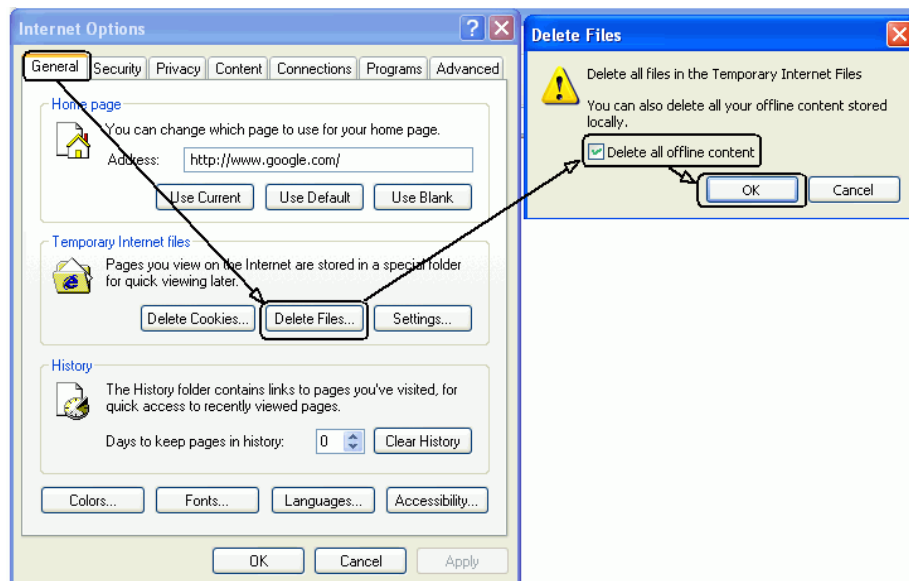 Internet Options
General Security Privacy Content Connections Programs Advanced
Home page
You can change which page to use for your home page.
Address: http://www.google.com/
Use Current Use Default Use Blank
Temporary Internet files
Pages you view on the Internet are stored in a special folder
for quick viewing later.
Delete Cookies... Delete Files... Settings...
History
The History folder contains links to pages you've visited, for
quick access to recently viewed pages.
Days to keep pages in history: 0 Clear History
Colors... Fonts... Languages... Accessibility...
OK Cancel Apply
Delete Files
Delete all files in the Temporary Internet Files
You can also delete all your offline content stored
locally.
Delete all offline content
OK Cancel